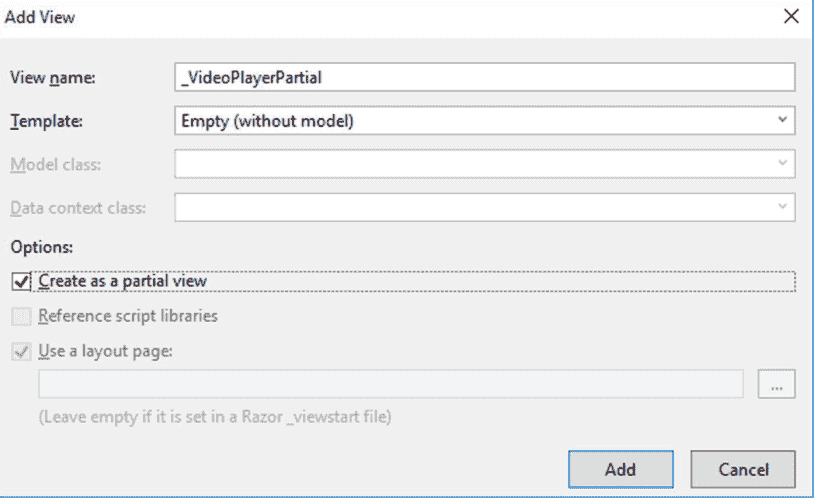 Add View
View name: _VideoPlayerPartial
Template: Empty (without model)
Model class:
Data context class:
Options:
Create as a partial view
Reference script libraries
Use a layout page:
...
(Leave empty if it is set in a Razor _viewstart file)
Add Cancel